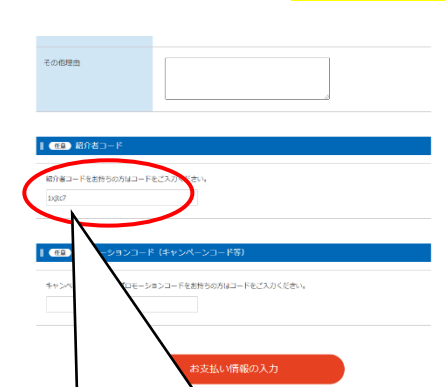 その他理由
任意 紹介者コード
紹介者コードをお持ちの方はコードをご入力ください。
任意 ーションコード（キャンペーンコード等）
キャンペ ロモーションコードをお持ちの方はコードをご入力ください。
お支払い情報の入力